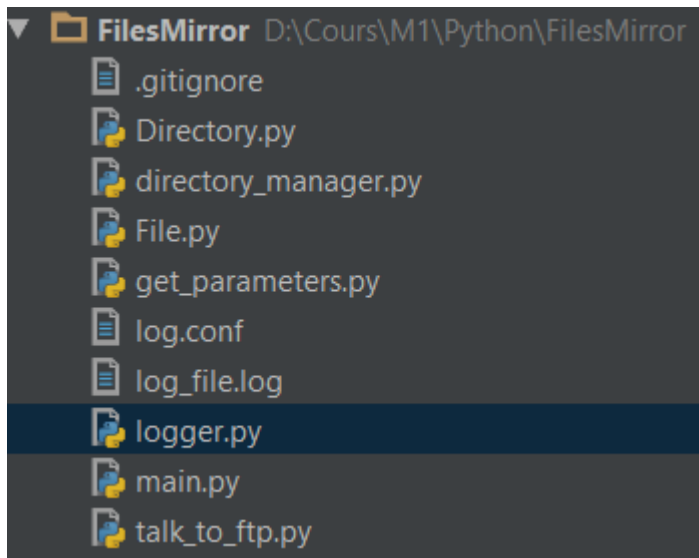 FilesMirror D:\Cours\M1\Python\FilesMirror
.gitignore
Directory.py
directory_manager.py
File.py
get_parameters.py
log.conf
log_file.log
logger.py
main.py
talk_to_ftp.py